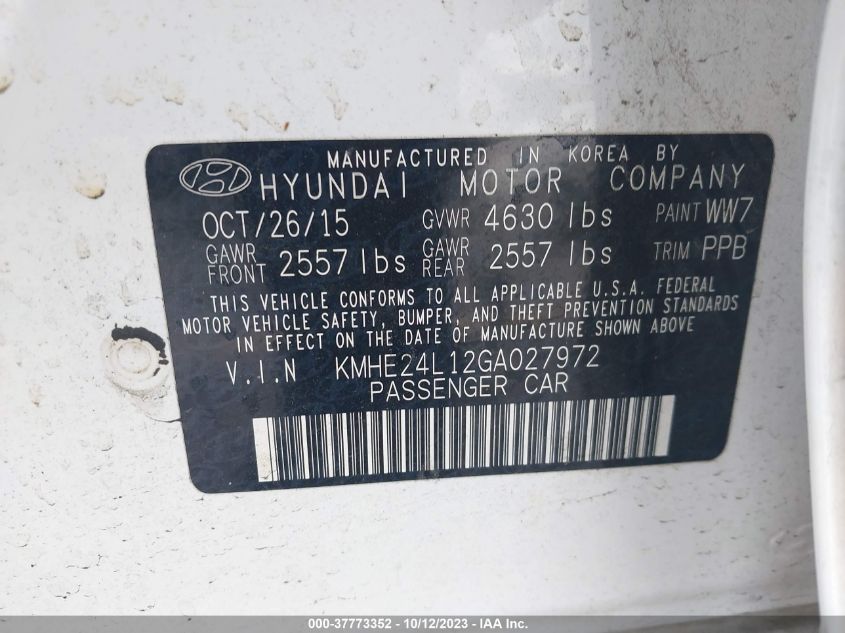 MANUFACTURED IN KOREA BY
HYUNDAI MOTOR COMPANY
OCT/26/15 GVWR 4630 lbs PAINT WW7
GAWR FRONT 2557 lbs GAWR REAR 2557 lbs TRIM PPB
THIS VEHICLE CONFORMS TO ALL APPLICABLE U.S.A. FEDERAL
MOTOR VEHICLE SAFETY, BUMPER, AND THEFT PREVENTION STANDARDS
IN EFFECT ON THE DATE OF MANUFACTURE SHOWN ABOVE
V.I.N KMHE24L12GA027972
PASSENGER CAR
000-37773352 - 10/12/2023 - IAA Inc.